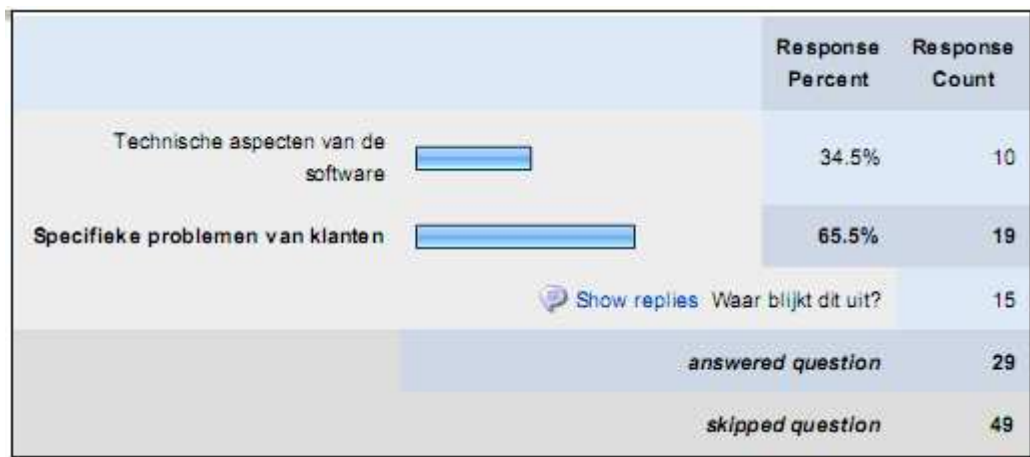 Response Percent Response Count
Technische aspecten van de software 34.5% 10
Specifieke problemen van klanten 65.5% 19
Show replies Waar blijkt dit uit? 15
answered question 29
skipped question 49